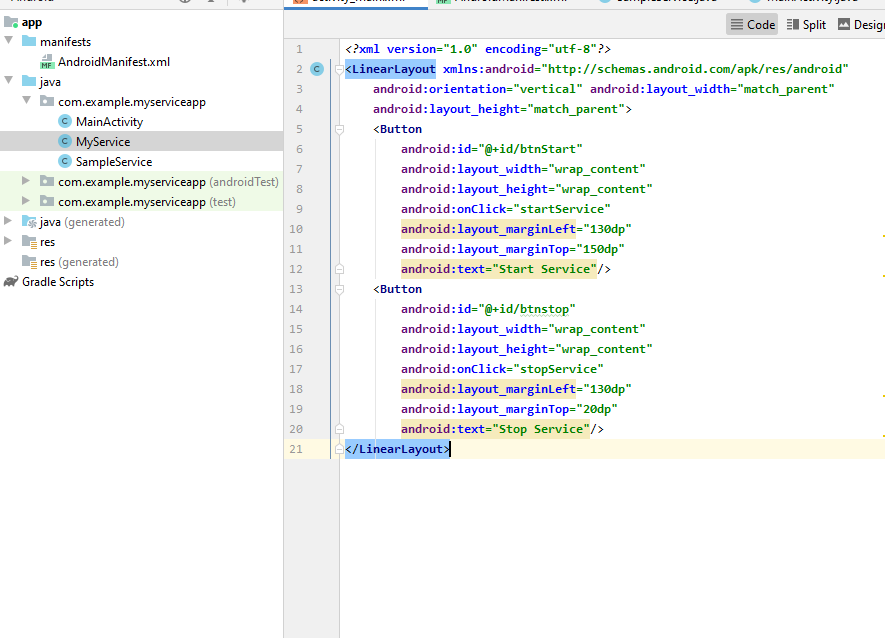 Code Split
app
manifests
AndroidManifest.xml
java
com.example.myserviceapp
MainActivity
MyService
SampleService
com.example.myserviceapp (androidTest)
com.example.myserviceapp (test)
java (generated)
res
res (generated)
Gradle Scripts
1 <?xml version="1.0" encoding="utf-8"?>
2 <LinearLayout xmlns:android="http://schemas.android.com/apk/res/android"
3 android:orientation="vertical" android:layout_width="match_parent"
4 android:layout_height="match_parent">
5 <Button
6 android:id="@+id/btnStart"
7 android:layout_width="wrap_content"
8 android:layout_height="wrap_content"
9 android:onClick="startService"
10 android:layout_marginLeft="130dp"
11 android:layout_marginTop="150dp"
12 android:text="Start Service"/>
13 <Button
14 android:id="@+id/btnstop"
15 android:layout_width="wrap_content"
16 android:layout_height="wrap_content"
17 android:onClick="stopService"
18 android:layout_marginLeft="130dp"
19 android:layout_marginTop="20dp"
20 android:text="Stop Service"/>
21 </LinearLayout>